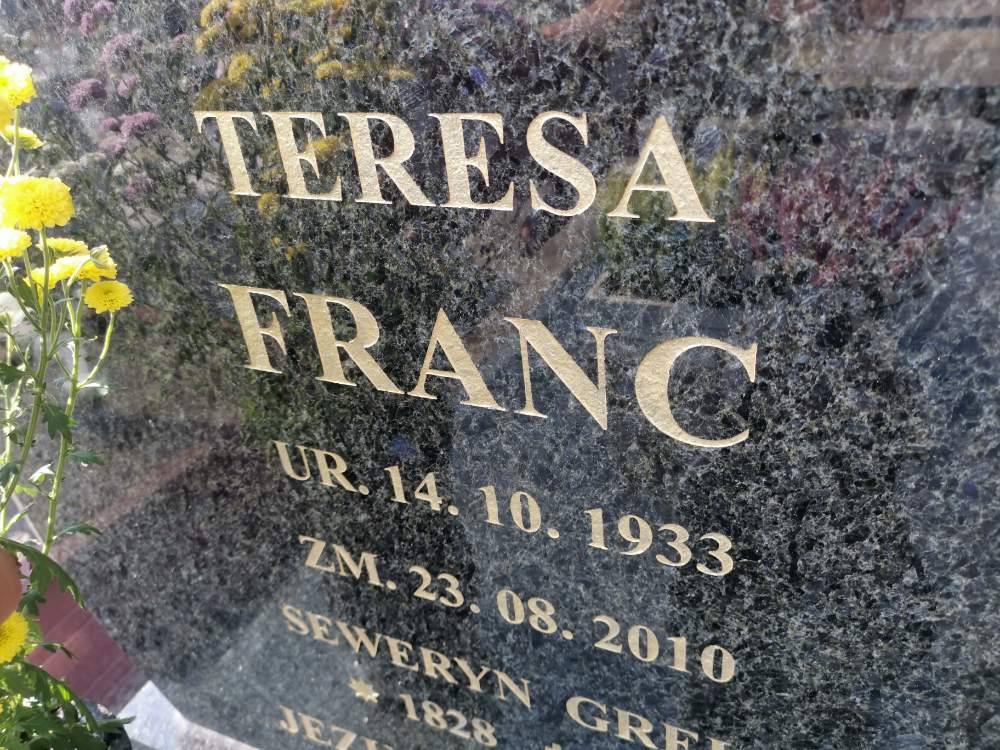 TERESA
FRANC
UR. 14. 10. 1933
ZM. 23. 08. 2010
SEWERYN
* 1828 *